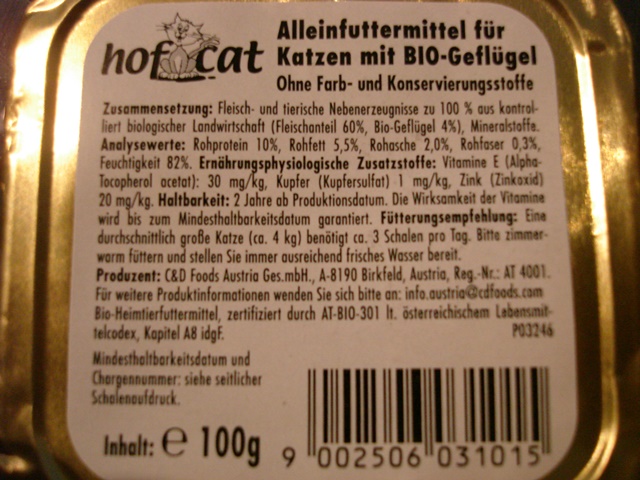 hofcat
Alleinfuttermittel für
Katzen mit BIO-Geflügel
Ohne Farb- und Konservierungsstoffe
Zusammensetzung: Fleisch- und tierische Nebenerzeugnisse zu 100 % aus kontrol-
liert biologischer Landwirtschaft (Fleischanteil 60%, Bio-Geflügel 4%), Mineralstoffe.
Analysewerte: Rohprotein 10%, Rohfett 5,5%, Rohasche 2,0%, Rohfaser 0,3%,
Feuchtigkeit 82%. Ernährungsphysiologische Zusatzstoffe: Vitamine E (Alpha-
Tocopherol acetat): 30 mg/kg, Kupfer (Kupfersulfat) 1 mg/kg, Zink (Zinkoxid)
20 mg/kg. Haltbarkeit: 2 Jahre ab Produktionsdatum. Die Wirksamkeit der Vitamine
wird bis zum Mindesthaltbarkeitsdatum garantiert. Fütterungsempfehlung: Eine
durchschnittlich große Katze (ca. 4 kg) benötigt ca. 3 Schalen pro Tag. Bitte zimmer-
warm füttern und stellen Sie immer ausreichend frisches Wasser bereit.
Produzent: C&D Foods Austria Ges.mbH., A-8190 Birkfeld, Austria, Reg.-Nr.: AT 4001.
Für weitere Produktinformationen wenden Sie sich bitte an: info.austria@cdfoods.com
Bio-Heimtierfuttermittel, zertifiziert durch AT-BIO-301 lt. österreichischem Lebensmit-
telcodex, Kapitel A8 idgF.
P03246
Mindesthaltbarkeitsdatum und
Chargennummer: siehe seitlicher
Schalenaufdruck.
Inhalt: ℮ 100g
9 002506 031015